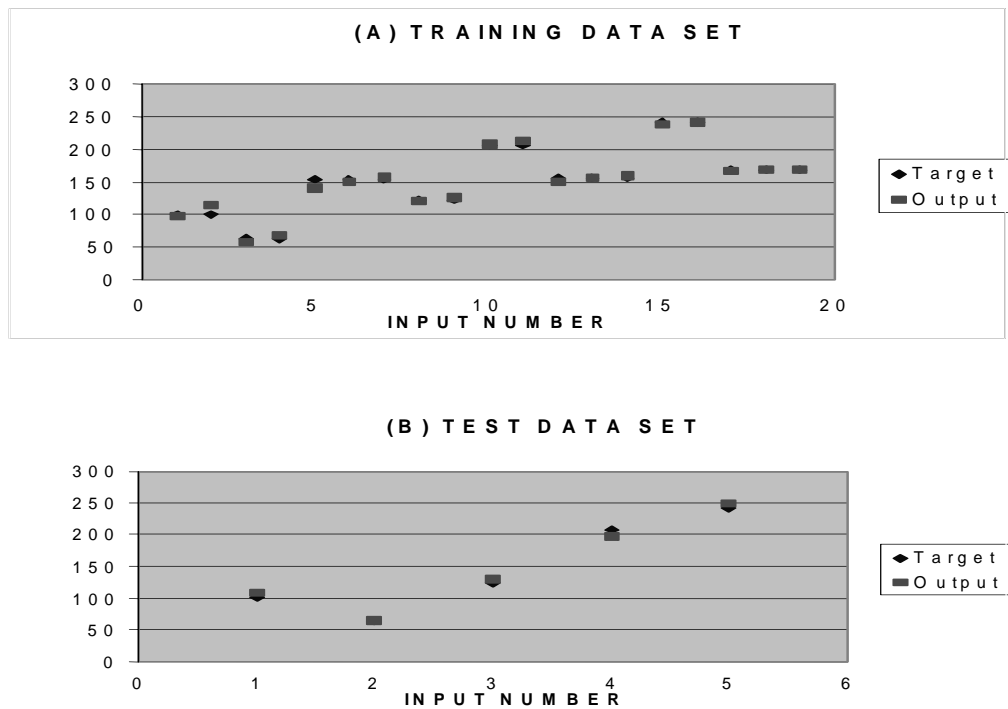 (A) TRAINING DATA SET
300
250
200
150
100
50
0
0 5 10 15 20
INPUT NUMBER
Target
Output
(B) TEST DATA SET
300
250
200
150
100
50
0
0 1 2 3 4 5 6
INPUT NUMBER
Target
Output